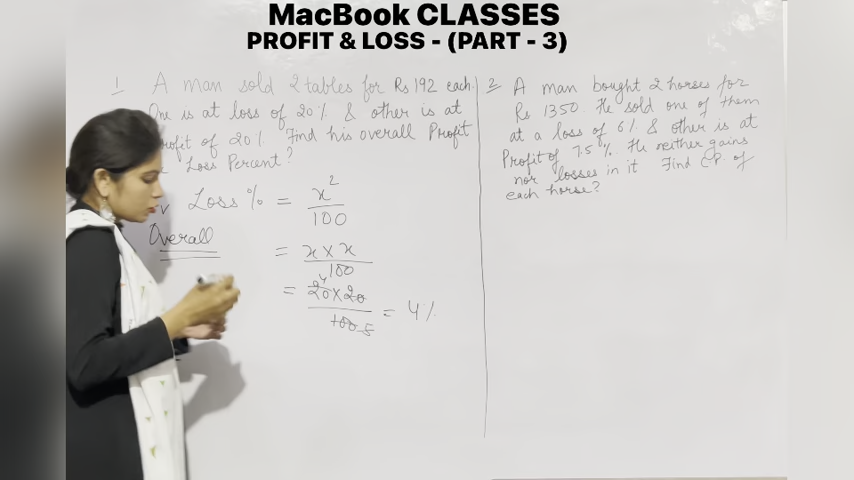 MacBook CLASSES
PROFIT & LOSS - (PART - 3)
1 A man sold 2 tables for Rs 192 each.
One is at loss of 20% & other is at
profit of 20%. Find his overall Profit
Loss Percent?
Loss % = x²
100
Overall
= x × x
100
= 20 × 20 4
100 5
= 4%
2 A man bought 2 horses for
Rs 1350. He sold one of them
at a loss of 6% & other is at
Profit of 7.5%. He neither gains
nor losses in it. Find C.P. of
each horse?